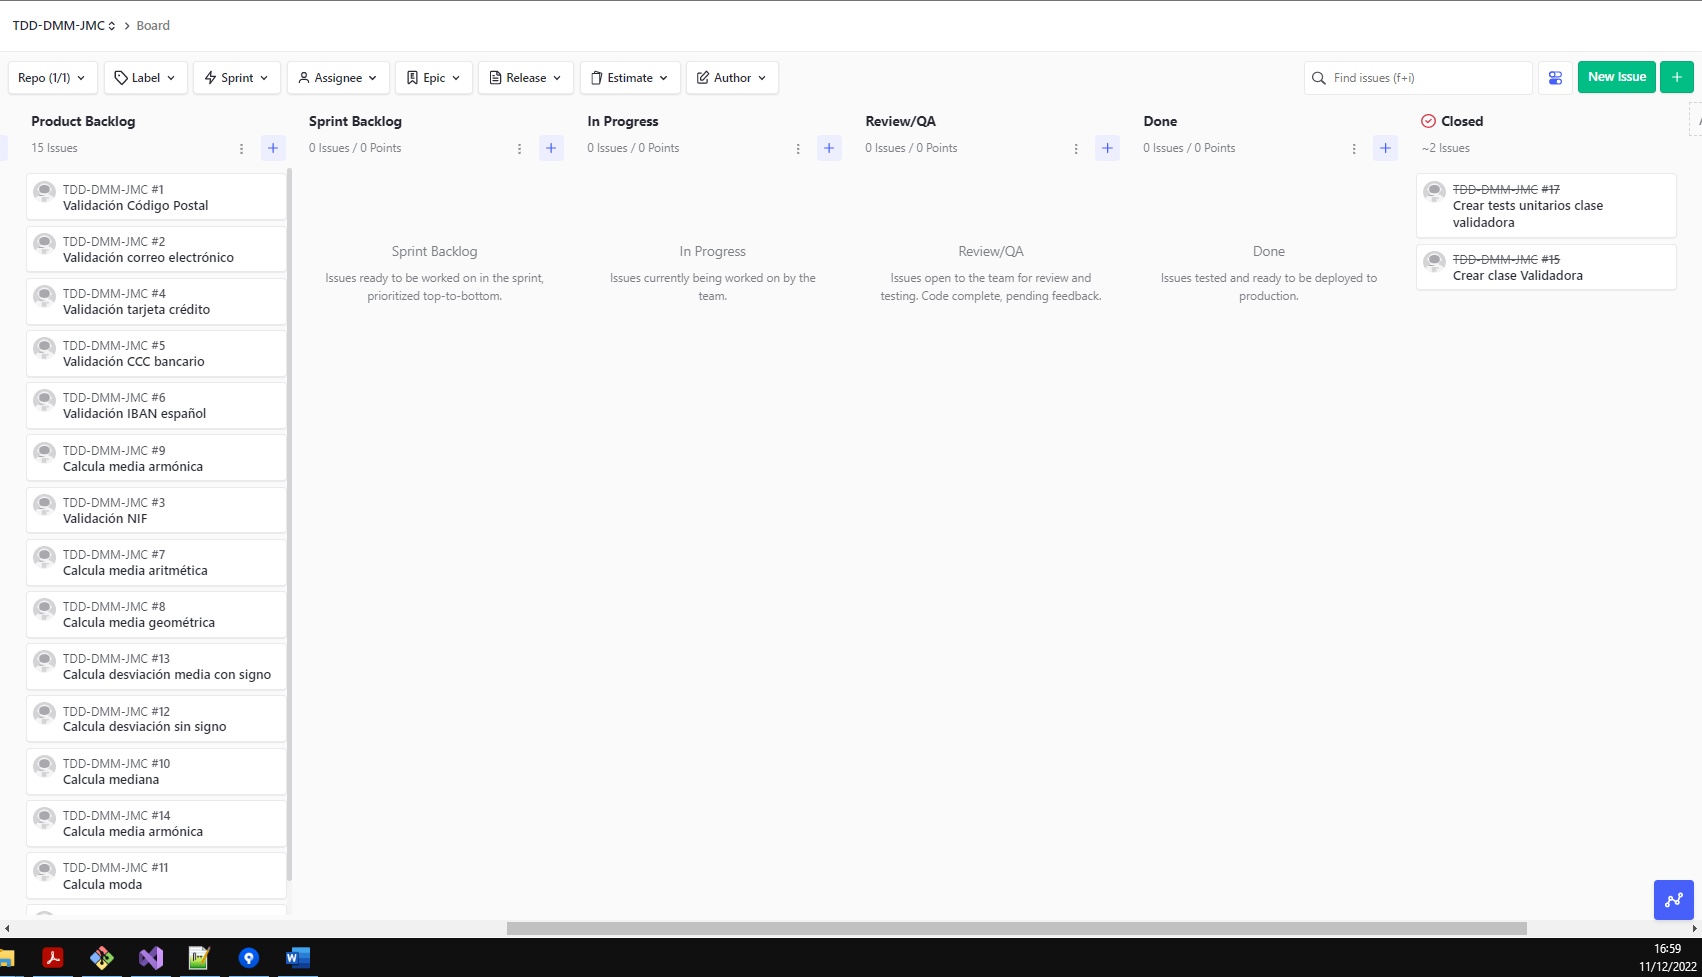 TDD-DMM-JMC > Board
Repo (1/1)
Label
Sprint
Assignee
Epic
Release
Estimate
Author
Find issues (f+i)
New Issue
+
Product Backlog
15 Issues
+
TDD-DMM-JMC #1
Validación Código Postal
TDD-DMM-JMC #2
Validación correo electrónico
TDD-DMM-JMC #4
Validación tarjeta crédito
TDD-DMM-JMC #5
Validación CCC bancario
TDD-DMM-JMC #6
Validación IBAN español
TDD-DMM-JMC #9
Calcula media armónica
TDD-DMM-JMC #3
Validación NIF
TDD-DMM-JMC #7
Calcula media aritmética
TDD-DMM-JMC #8
Calcula media geométrica
TDD-DMM-JMC #13
Calcula desviación media con signo
TDD-DMM-JMC #12
Calcula desviación sin signo
TDD-DMM-JMC #10
Calcula mediana
TDD-DMM-JMC #14
Calcula media armónica
TDD-DMM-JMC #11
Calcula moda
Sprint Backlog
0 Issues / 0 Points
+
Sprint Backlog
Issues ready to be worked on in the sprint,
prioritized top-to-bottom.
In Progress
0 Issues / 0 Points
+
In Progress
Issues currently being worked on by the
team.
Review/QA
0 Issues / 0 Points
+
Review/QA
Issues open to the team for review and
testing. Code complete, pending feedback.
Done
0 Issues / 0 Points
+
Done
Issues tested and ready to be deployed to
production.
Closed
~2 Issues
TDD-DMM-JMC #17
Crear tests unitarios clase
validadora
TDD-DMM-JMC #15
Crear clase Validadora
16:59
11/12/2022